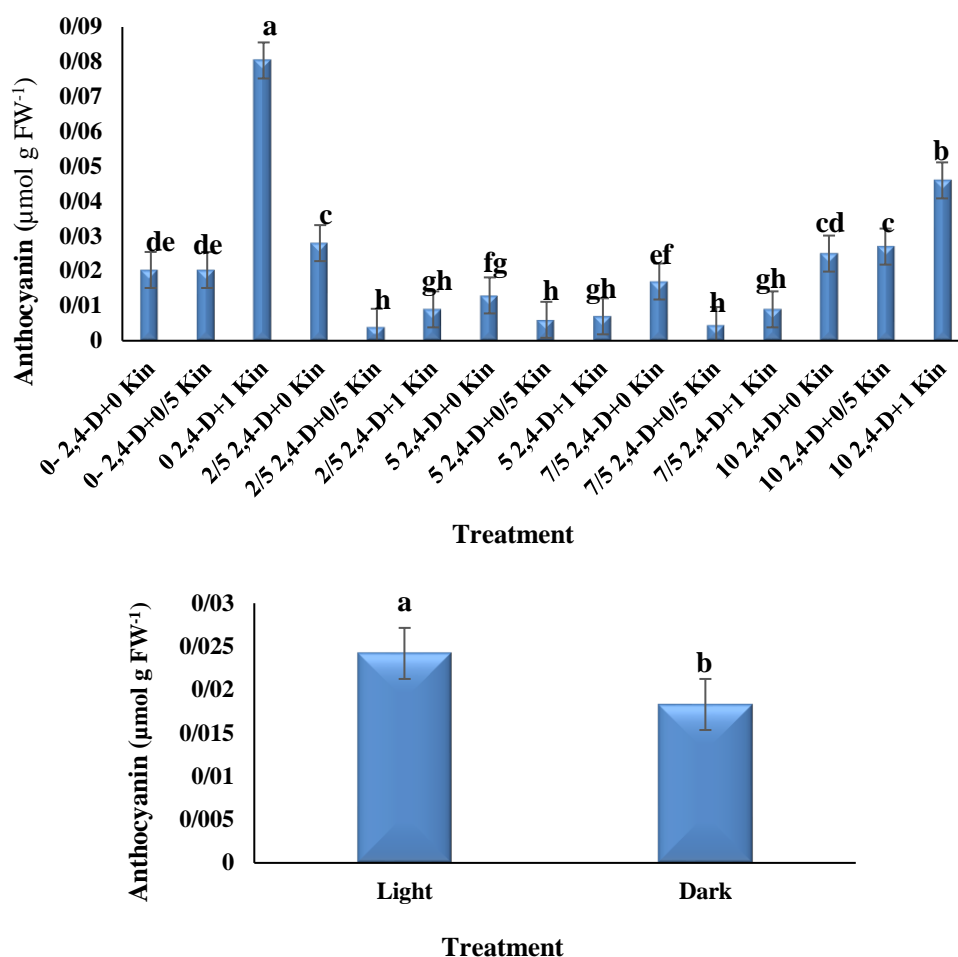 Anthocyanin (µmol g FW-1)
0/09
0/08
0/07
0/06
0/05
0/04
0/03
0/02
0/01
0
de
de
a
c
h
gh
fg
h
gh
ef
h
gh
cd
c
b
0- 2,4-D+0 Kin
0- 2,4-D+0/5 Kin
0 2,4-D+1 Kin
2/5 2,4-D+0 Kin
2/5 2,4-D+0/5 Kin
2/5 2,4-D+1 Kin
5 2,4-D+0 Kin
5 2,4-D+0/5 Kin
5 2,4-D+1 Kin
7/5 2,4-D+0 Kin
7/5 2,4-D+0/5 Kin
7/5 2,4-D+1 Kin
10 2,4-D+0 Kin
10 2,4-D+0/5 Kin
10 2,4-D+1 Kin
Treatment
Anthocyanin (µmol g FW-1)
0/03
0/025
0/02
0/015
0/01
0/005
0
a
b
Light
Dark
Treatment